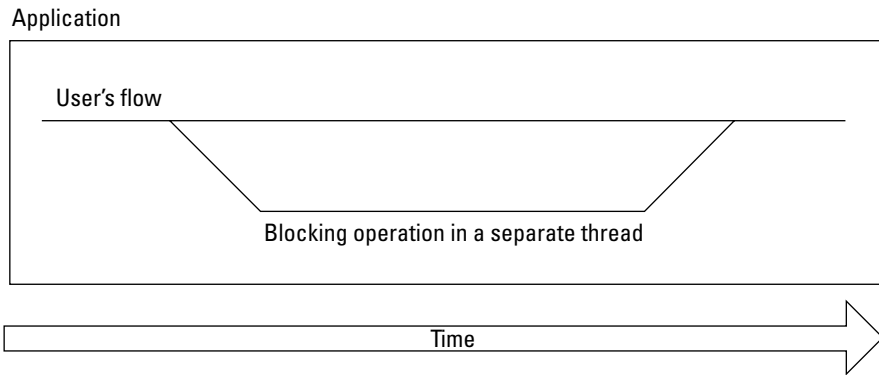 Application
User’s flow
Blocking operation in a separate thread
Time